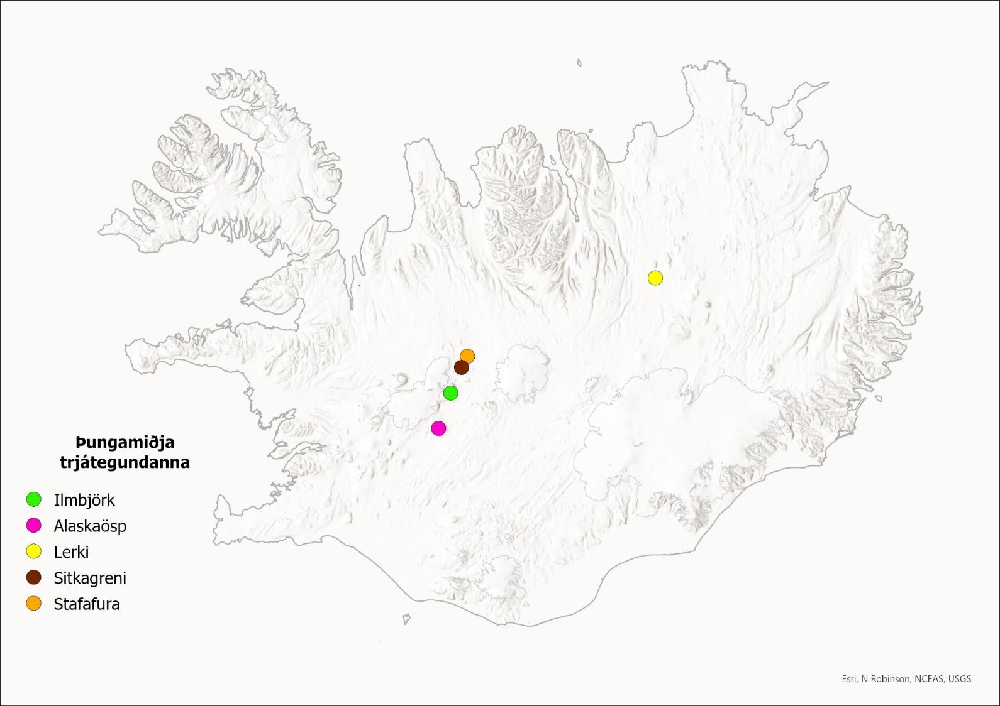 Þungamiðja
trjátegundanna
Ilmbjörk
Alaskaösp
Lerki
Sitkagreni
Stafafura
Esri, N Robinson, NCEAS, USGS